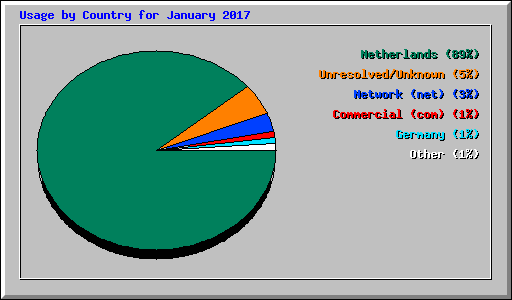 Usage by Country for January 2017
Netherlands (89%)
Unresolved/Unknown (5%)
Network (net) (3%)
Commercial (com) (1%)
Germany (1%)
Other (1%)